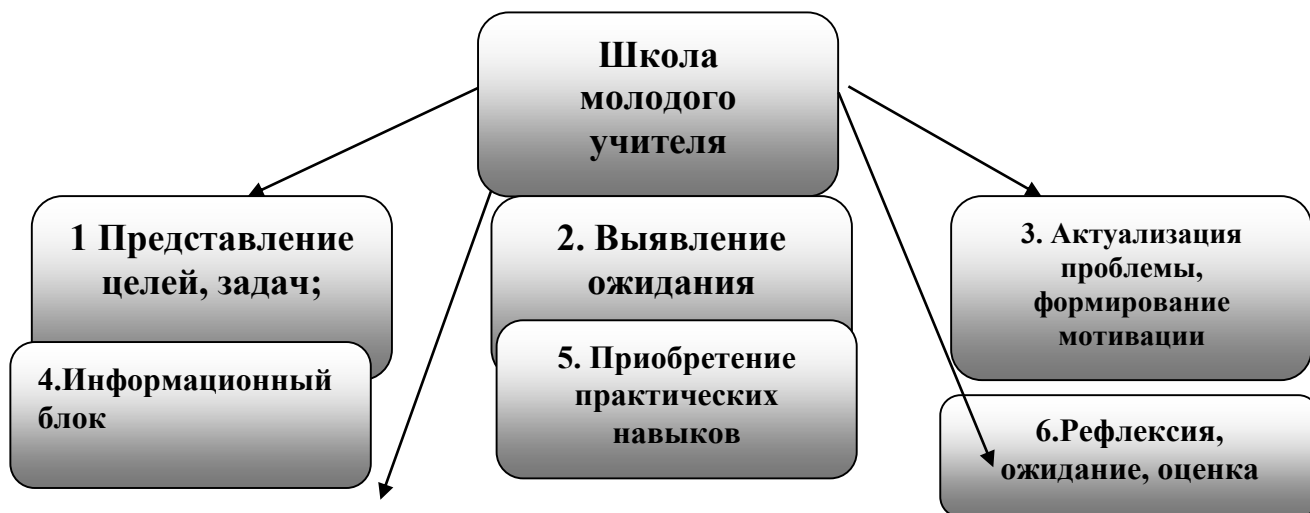 Школа
молодого
учителя
1 Представление
целей, задач;
2. Выявление
ожидания
3. Актуализация
проблемы,
формирование
мотивации
4.Информационный
блок
5. Приобретение
практических
навыков
6.Рефлексия,
ожидание, оценка